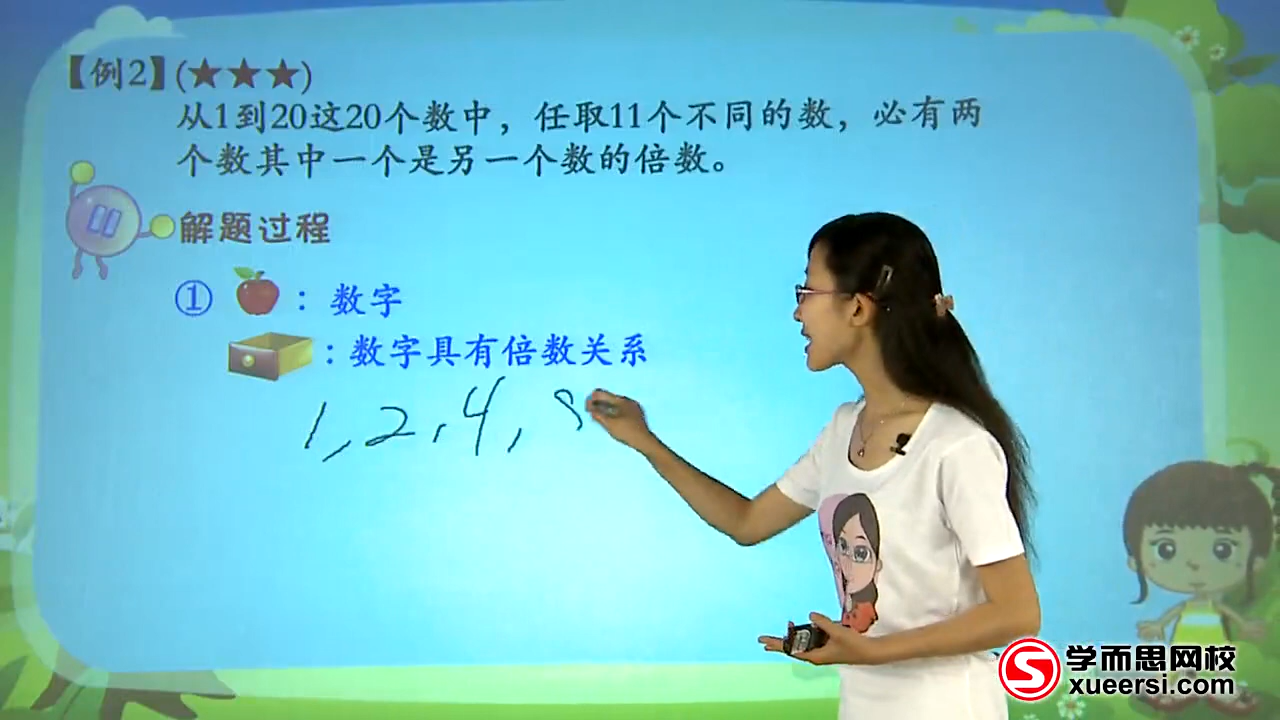 【例2】(★★★)
从1到20这20个数中，任取11个不同的数，必有两
个数其中一个是另一个数的倍数。
解题过程
① ：数字
：数字具有倍数关系
1,2,4,8
学而思网校
xueersi.com